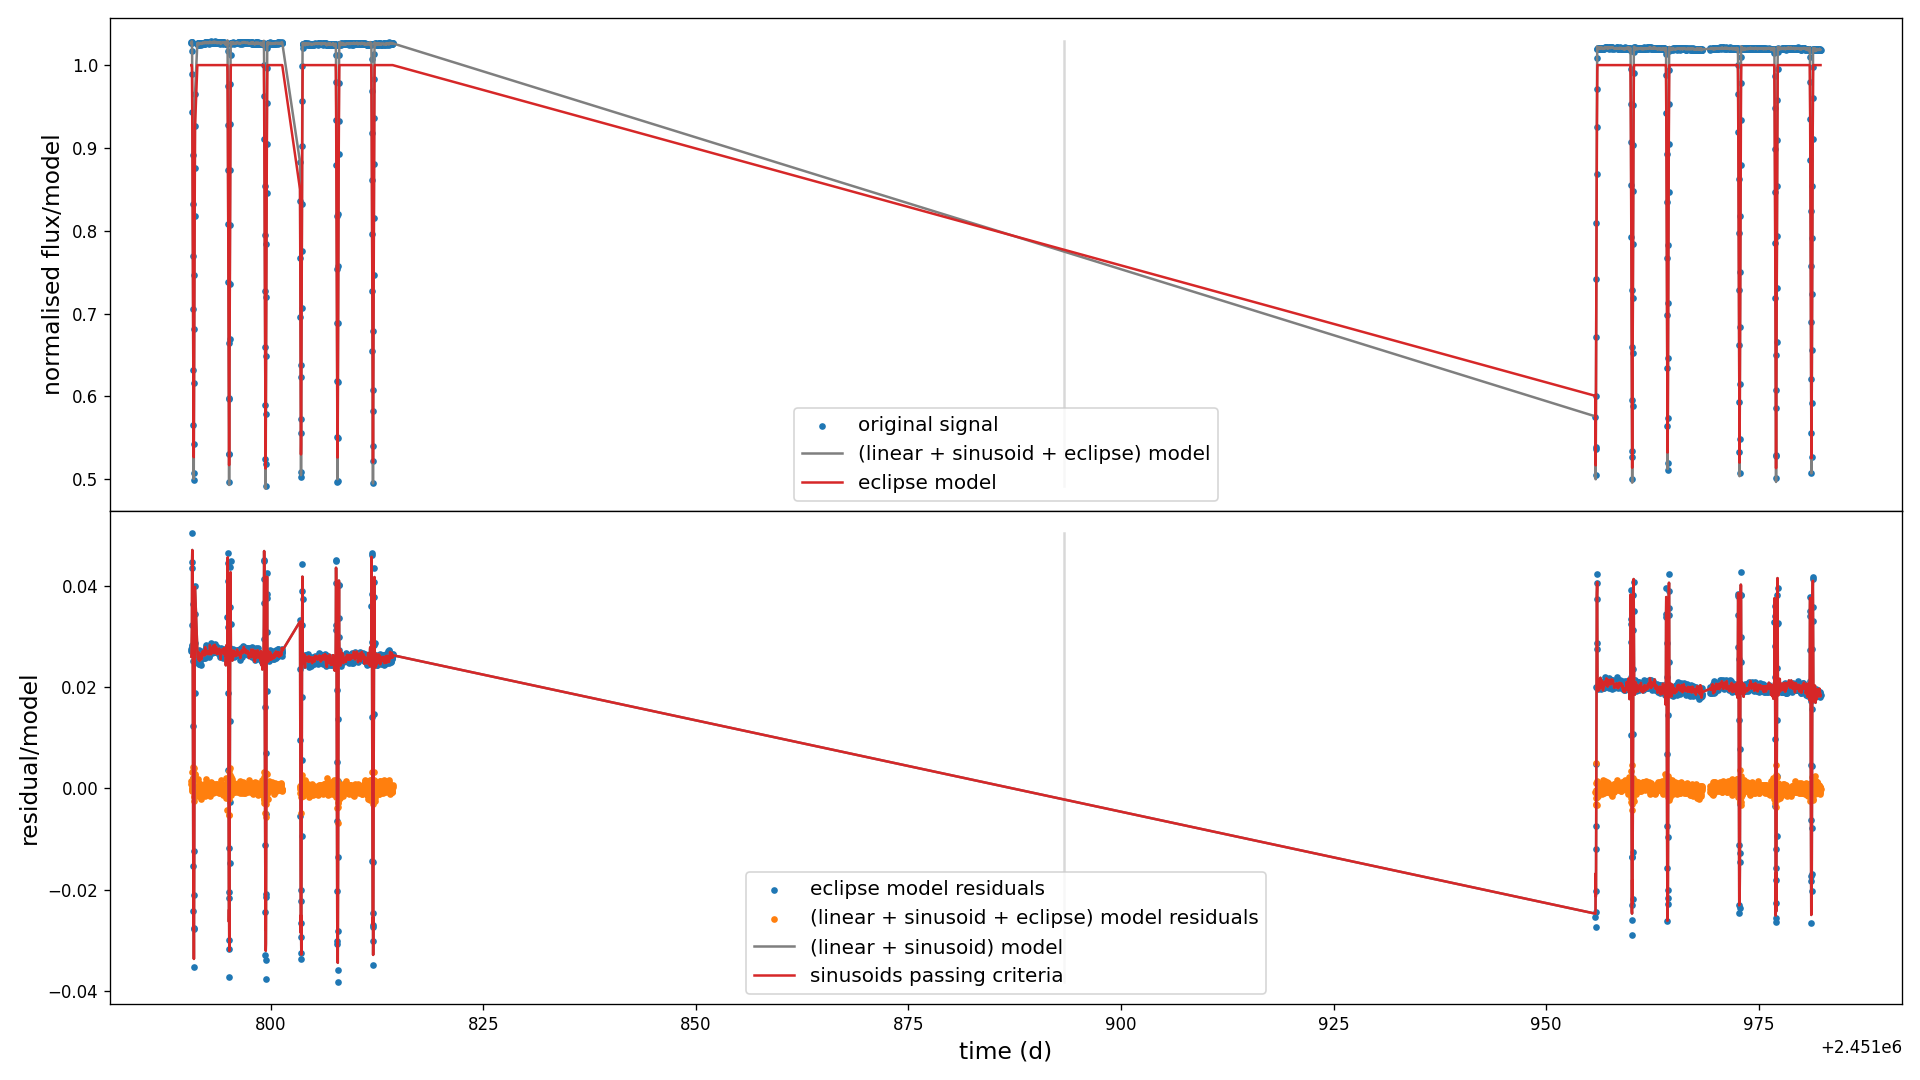 normalised flux/model
1.0
0.9
0.8
0.7
0.6
0.5
original signal
(linear + sinusoid + eclipse) model
eclipse model
residual/model
0.04
0.02
0.00
−0.02
−0.04
eclipse model residuals
(linear + sinusoid + eclipse) model residuals
(linear + sinusoid) model
sinusoids passing criteria
800 825 850 875 900 925 950 975
time (d)
+2.451e6